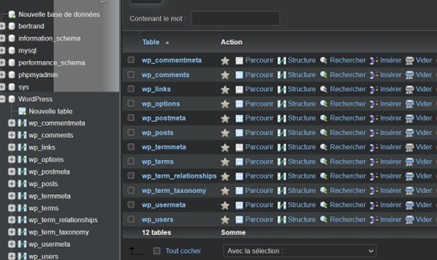 Nouvelle base de données
bertrand
information_schema
mysql
performance_schema
phpmyadmin
sys
WordPress
Nouvelle table
wp_commentmeta
wp_comments
wp_links
wp_options
wp_postmeta
wp_posts
wp_termmeta
wp_terms
wp_term_relationships
wp_term_taxonomy
wp_usermeta
wp_users
Contenant le mot :
Table Action
wp_commentmeta Parcourir Structure Rechercher Insérer Vider
wp_comments Parcourir Structure Rechercher Insérer Vider
wp_links Parcourir Structure Rechercher Insérer Vider
wp_options Parcourir Structure Rechercher Insérer Vider
wp_postmeta Parcourir Structure Rechercher Insérer Vider
wp_posts Parcourir Structure Rechercher Insérer Vider
wp_termmeta Parcourir Structure Rechercher Insérer Vider
wp_terms Parcourir Structure Rechercher Insérer Vider
wp_term_relationships Parcourir Structure Rechercher Insérer Vider
wp_term_taxonomy Parcourir Structure Rechercher Insérer Vider
wp_usermeta Parcourir Structure Rechercher Insérer Vider
wp_users Parcourir Structure Rechercher Insérer Vider
12 tables Somme
Tout cocher Avec la sélection :